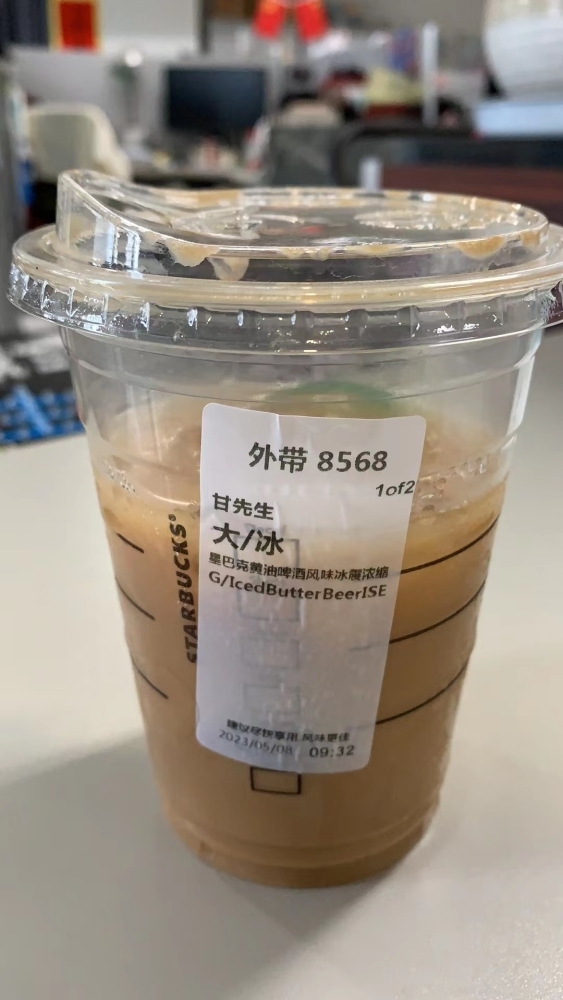 外带 8568
1of2
甘先生
大/冰
星巴克黄油啤酒风味冰震浓缩
G/IcedButterBeerISE
建议尽快享用 风味更佳
2023/05/08 09:32
STARBUCKS®